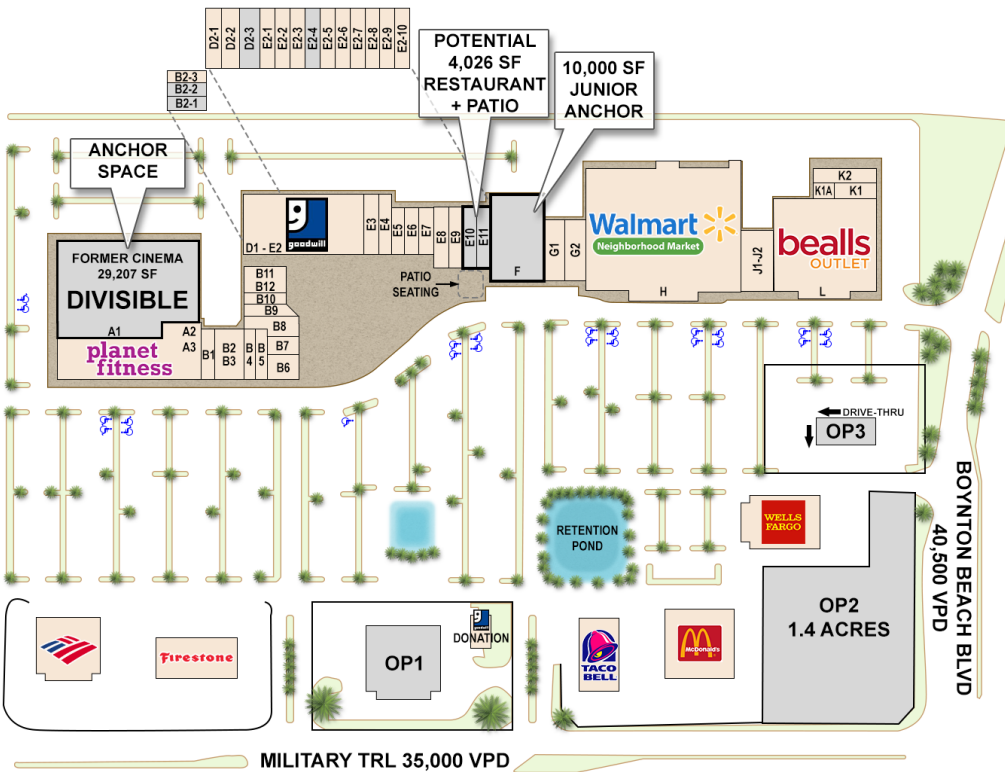 D2-1
D2-2
D2-3
E2-1
E2-2
E2-3
E2-4
E2-5
E2-6
E2-7
E2-8
E2-9
E2-10
B2-3
B2-2
B2-1
POTENTIAL
4,026 SF
RESTAURANT
+ PATIO
10,000 SF
JUNIOR
ANCHOR
ANCHOR
SPACE
FORMER CINEMA
29,207 SF
DIVISIBLE
A1
A2
A3
planet
fitness
B1
B2
B3
B
4
B
5
B6
B7
B8
B9
B10
B12
B11
D1 - E2
goodwill
E3
E4
E5
E6
E7
E8
E9
E10
E11
PATIO
SEATING
F
G1
G2
Walmart
Neighborhood Market
H
J1-J2
K2
K1A
K1
bealls
OUTLET
L
DRIVE-THRU
OP3
BOYNTON BEACH BLVD
40,500 VPD
RETENTION
POND
WELLS
FARGO
OP2
1.4 ACRES
Firestone
OP1
goodwill
DONATION
TACO
BELL
McDonald's
MILITARY TRL 35,000 VPD